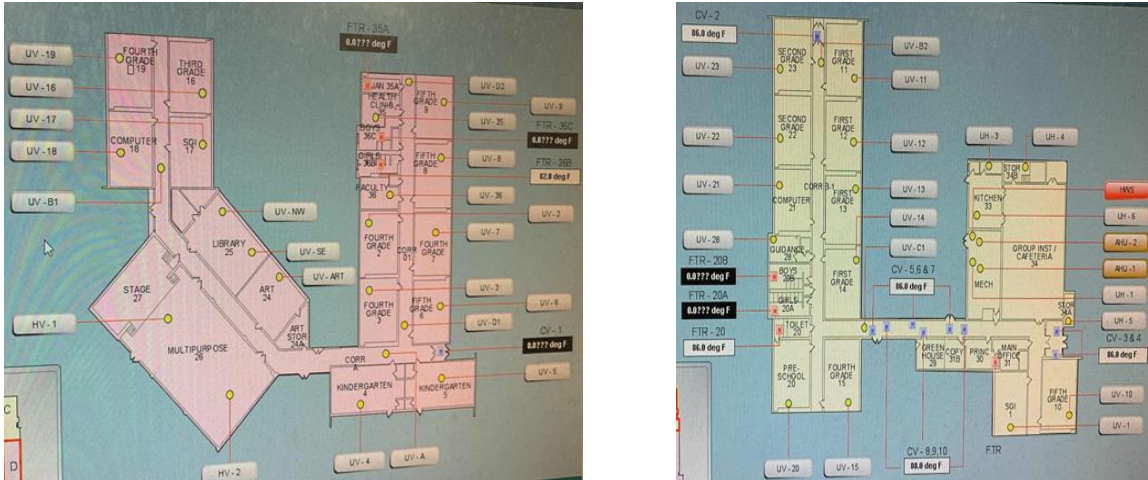 FTR - 35A
0.0??? deg F
UV - 19
UV - 16
UV - 17
UV - 18
UV - B1
FOURTH
GRADE
19
THIRD
GRADE
16
COMPUTER
18
SGI
17
JAN 35A
HEALTH
BOYS
36C
GIRLS
36B
FACULTY
36
FIFTH
GRADE
9
FIFTH
GRADE
8
UV - D2
UV - 9
UV - 35
FTR - 36C
0.0??? deg F
UV - 8
FTR - 36B
82.0 deg F
UV - 36
UV - 2
UV - 7
UV - 3
UV - 6
UV - D1
CV - 1
0.0??? deg F
UV - 5
UV - NW
UV - SE
UV - ART
LIBRARY
25
ART
24
ART
STOR
24A
STAGE
27
MULTIPURPOSE
26
HV - 1
HV - 2
FOURTH
GRADE
2
CORR
D1
FOURTH
GRADE
7
FOURTH
GRADE
3
FIFTH
GRADE
6
CORR
A
KINDERGARTEN
4
KINDERGARTEN
5
UV - 4
UV - A
C
D
CV - 2
86.0 deg F
UV - 23
UV - 22
UV - 21
UV - 28
FTR - 20B
0.0??? deg F
FTR - 20A
0.0??? deg F
FTR - 20
86.0 deg F
SECOND
GRADE
23
FIRST
GRADE
11
SECOND
GRADE
22
FIRST
GRADE
12
COMPUTER
21
CORR B-1
FIRST
GRADE
13
GUIDANCE
28
BOYS
20B
GIRLS
20A
TOILET
20
FIRST
GRADE
14
PRE-
SCHOOL
20
FOURTH
GRADE
15
UV - B2
UV - 11
UV - 12
UV - 13
UV - 14
UV - C1
CV - 5,6 & 7
86.0 deg F
UH - 3
UH - 4
STOR
34B
KITCHEN
33
GROUP INST /
CAFETERIA
34
MECH
STOR
34A
HWS
UH - 6
AHU - 2
AHU - 1
UH - 1
UH - 5
CV - 3 & 4
86.0 deg F
UV - 10
UV - 1
GREEN
HOUSE
29
COPY
31B
PRINC
30
MAIN
OFFICE
31
SGI
1
FIFTH
GRADE
10
CV - 8,9,10
88.0 deg F
FTR
UV - 20
UV - 15